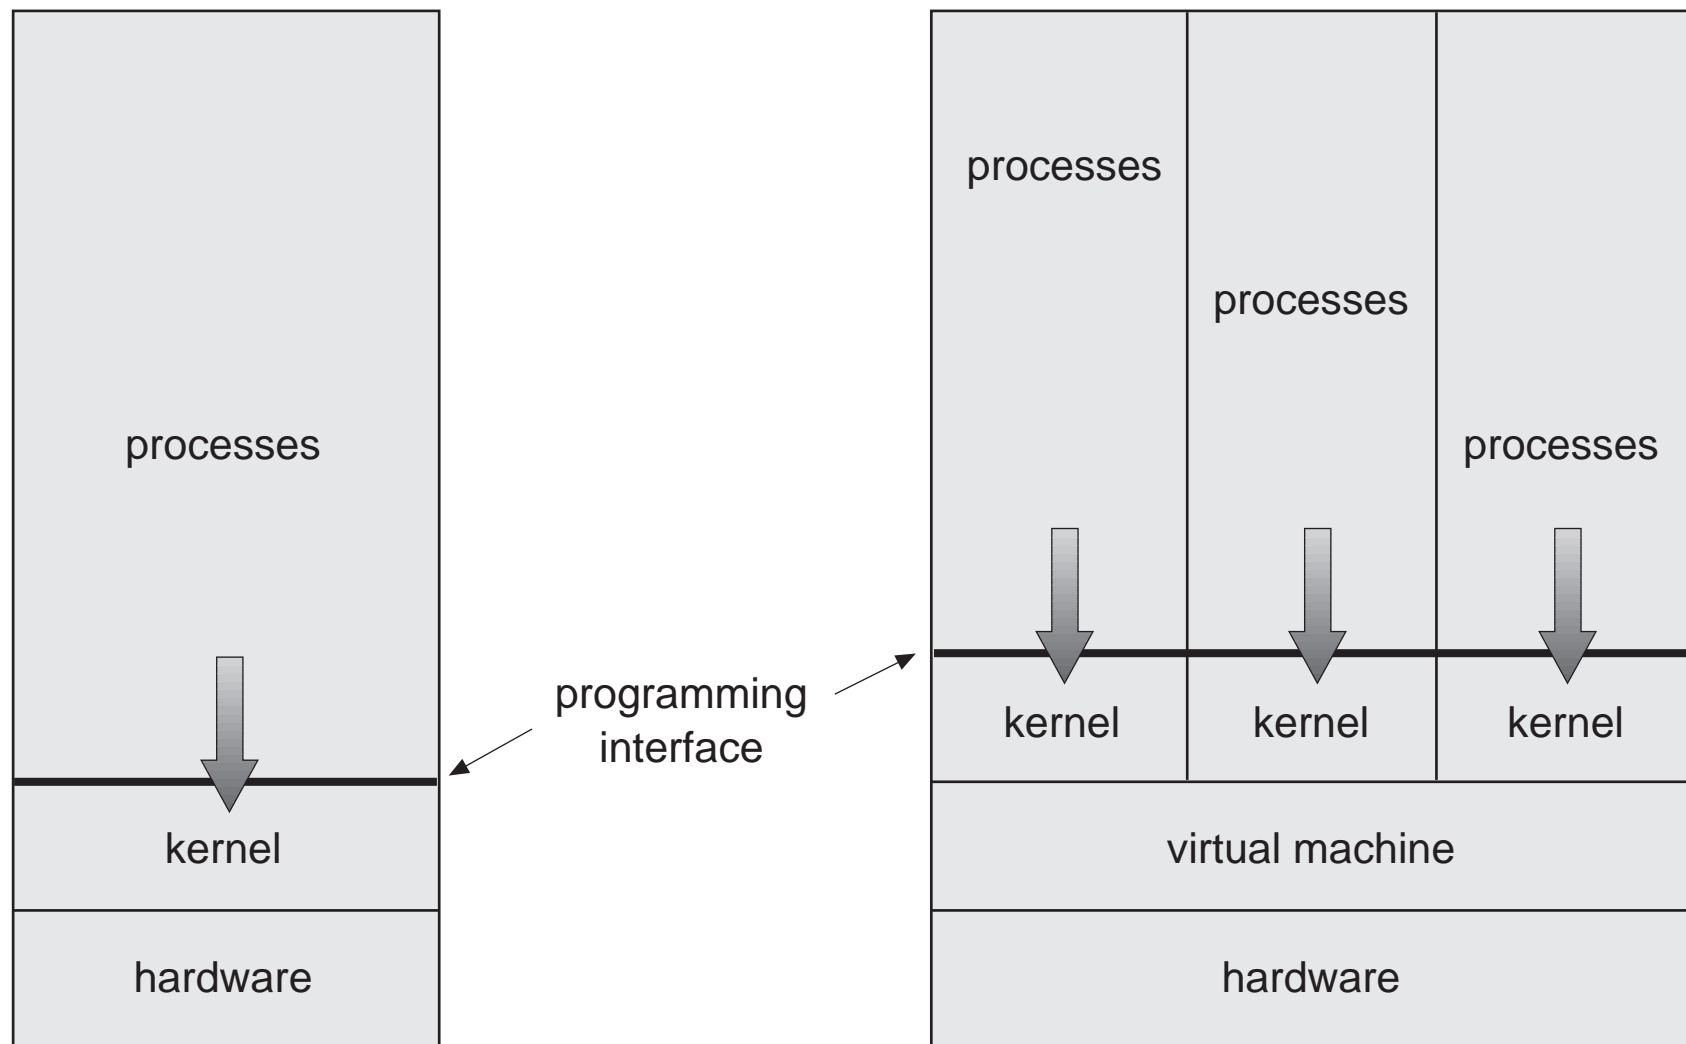 processes
kernel
hardware
programming
interface
processes
processes
processes
kernel
kernel
kernel
virtual machine
hardware